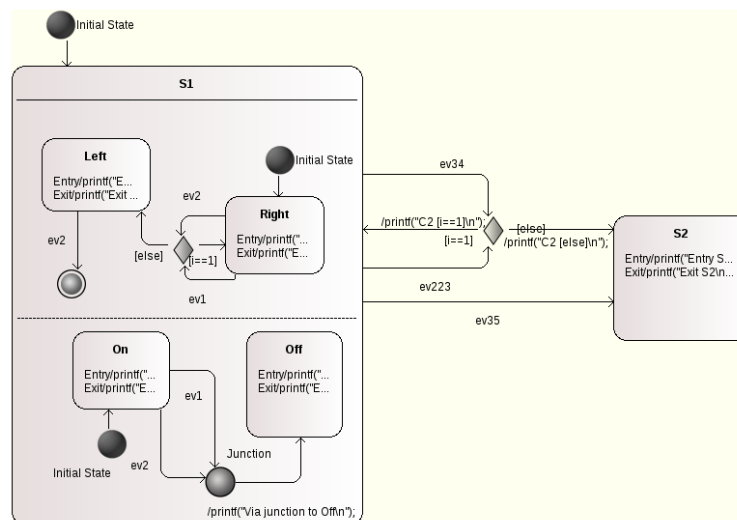 Initial State
S1
Left
Entry/printf("E...
Exit/printf("Exit ...
Initial State
ev2
Right
Entry/printf("...
Exit/printf("E...
ev2
[else]
[i==1]
ev1
ev34
/printf("C2 [i==1]\n");
[i==1]
[else]
/printf("C2 [else]\n");
S2
Entry/printf("Entry S...
Exit/printf("Exit S2\n...
ev223
ev35
On
Entry/printf("...
Exit/printf("E...
Off
Entry/printf("...
Exit/printf("E...
ev1
Initial State
ev2
Junction
/printf("Via junction to Off\n");